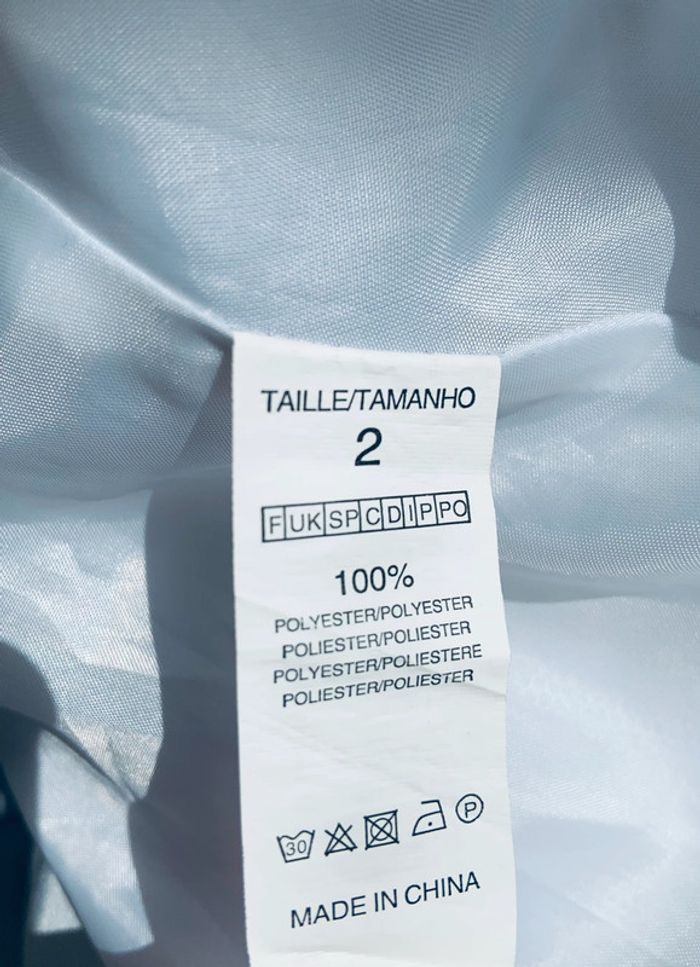 TAILLE/TAMANHO
2
F UK SP C D I P PO
100%
POLYESTER/POLYESTER
POLIESTER/POLIESTER
POLYESTER/POLIESTERE
POLIESTER/POLIESTER
30 P
MADE IN CHINA